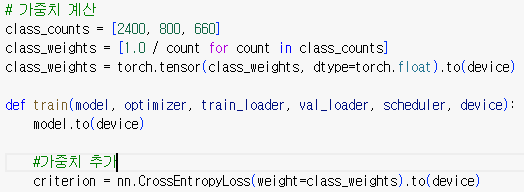 # 가중치 계산
class_counts = [2400, 800, 660]
class_weights = [1.0 / count for count in class_counts]
class_weights = torch.tensor(class_weights, dtype=torch.float).to(device)
def train(model, optimizer, train_loader, val_loader, scheduler, device):
model.to(device)
#가중치 추가
criterion = nn.CrossEntropyLoss(weight=class_weights).to(device)